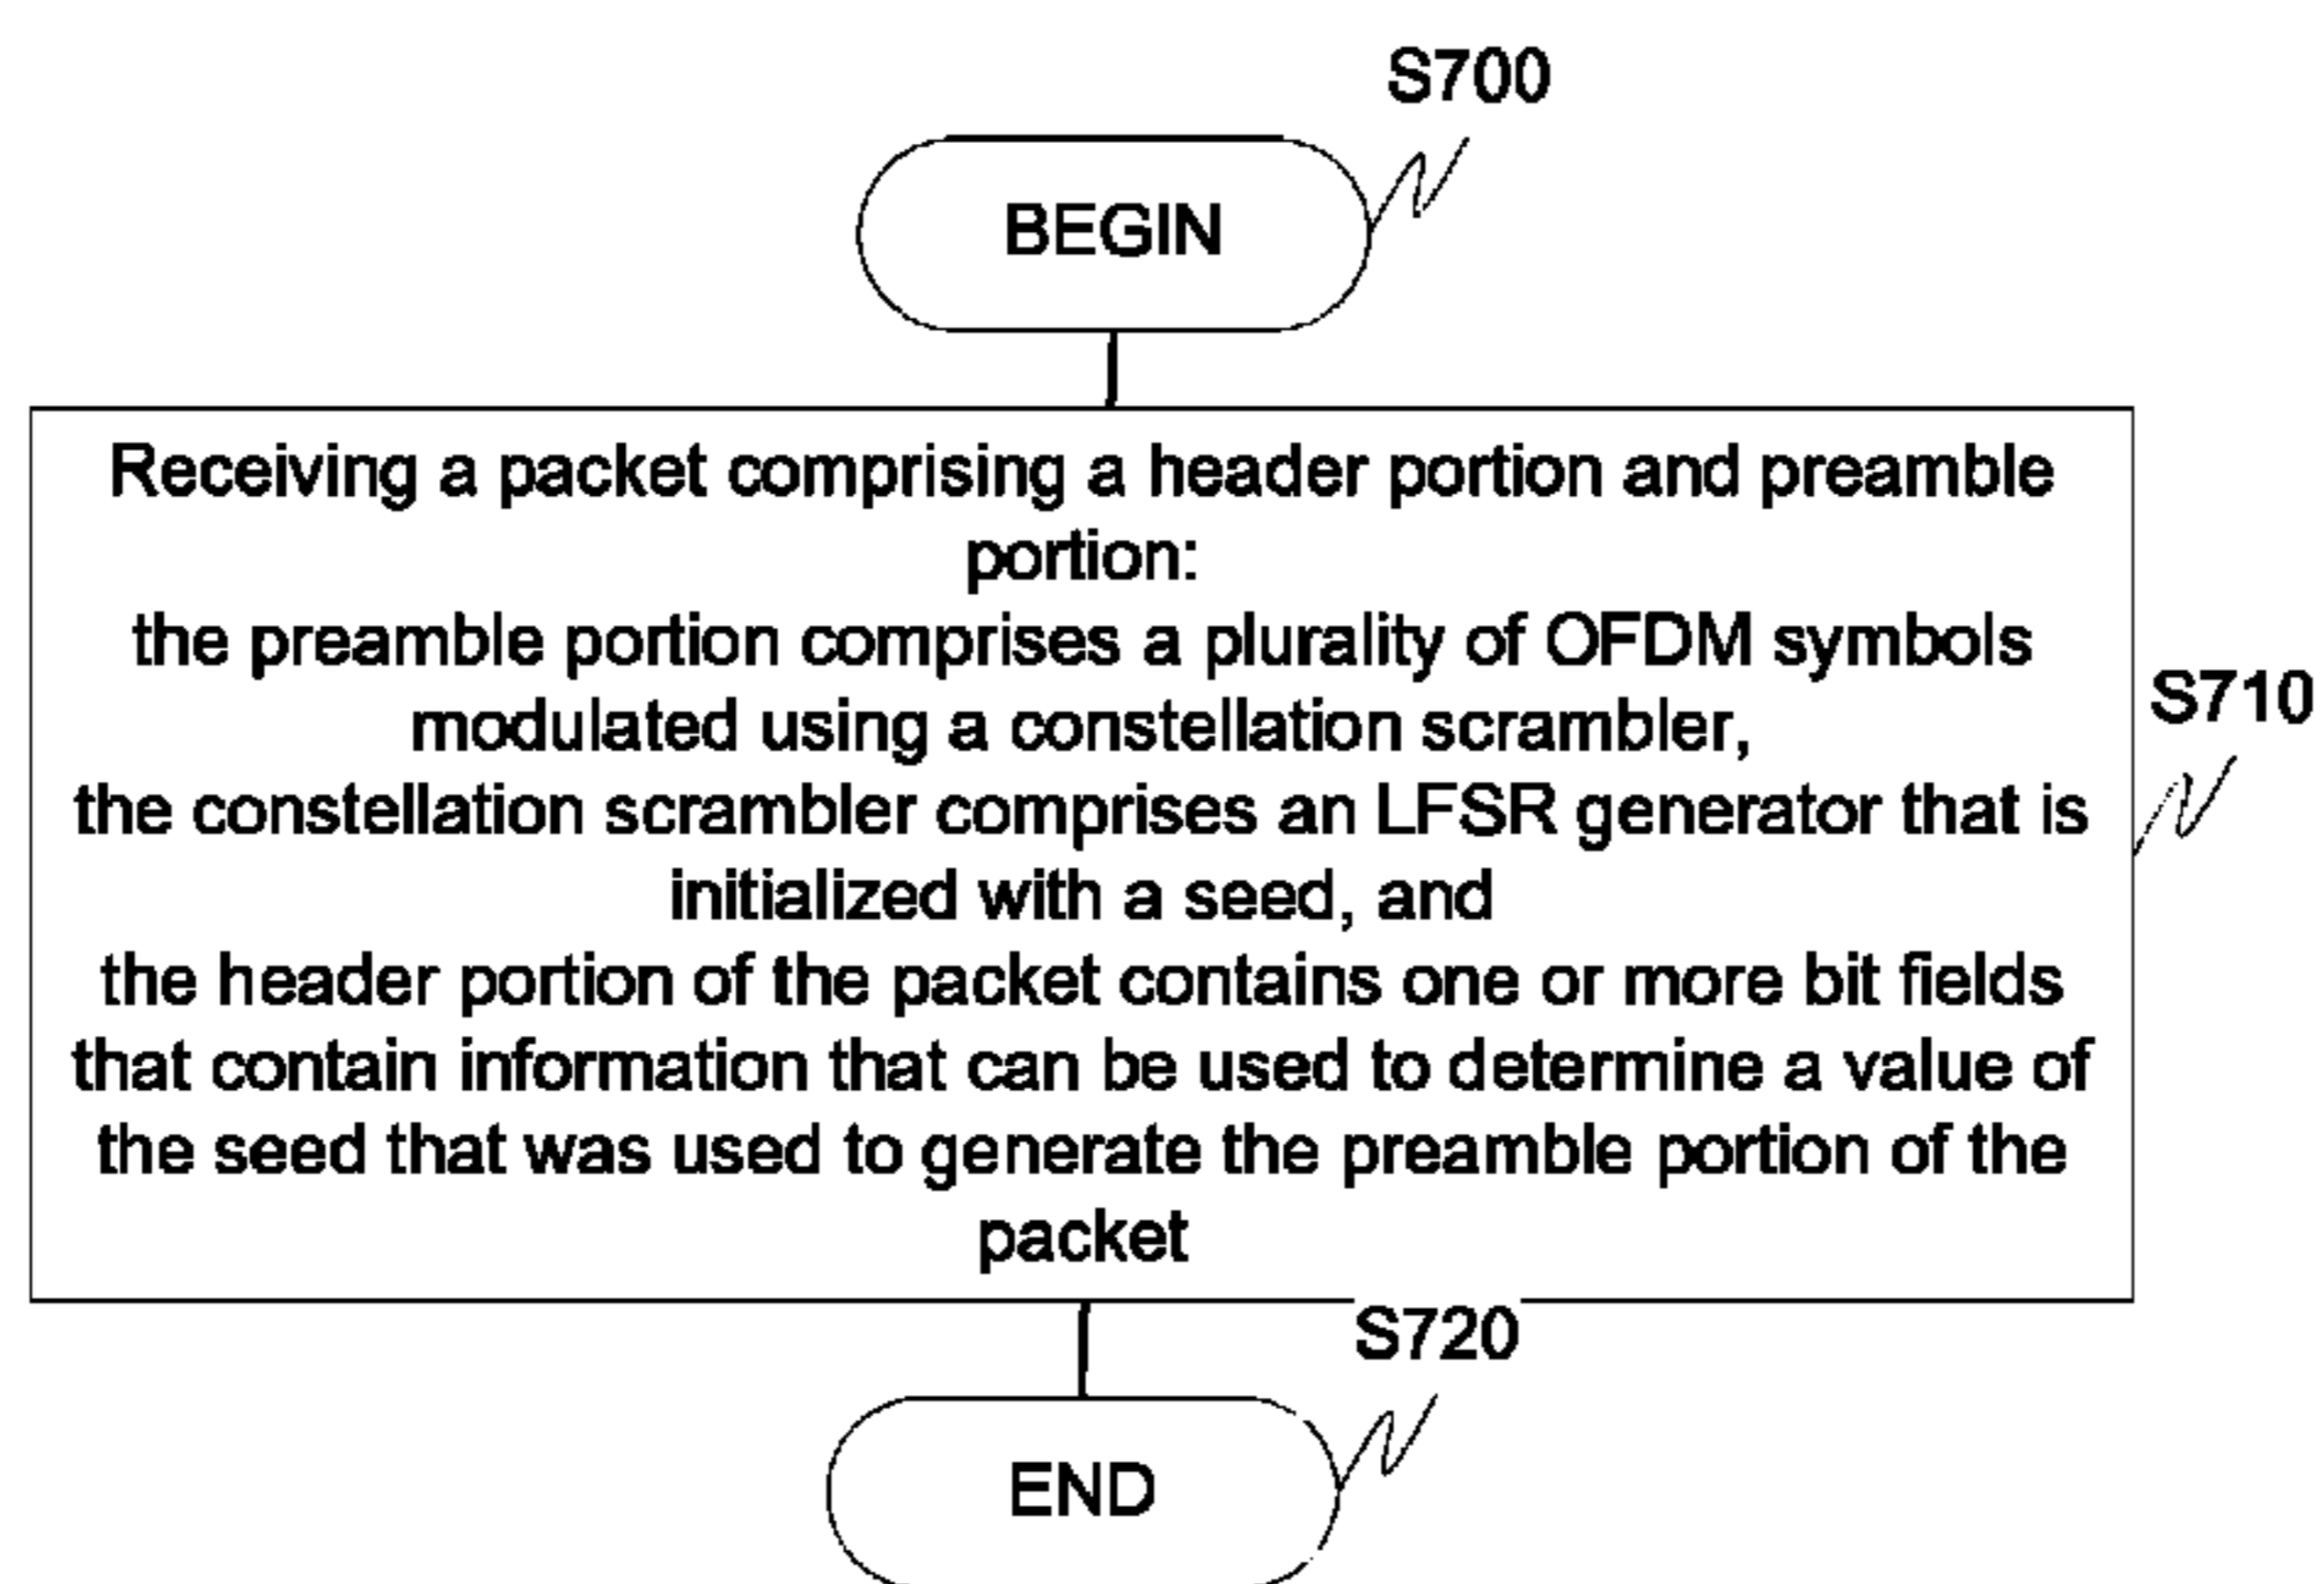 S700
BEGIN
Receiving a packet comprising a header portion and preamble
portion:
the preamble portion comprises a plurality of OFDM symbols
modulated using a constellation scrambler,
the constellation scrambler comprises an LFSR generator that is
initialized with a seed, and
the header portion of the packet contains one or more bit fields
that contain information that can be used to determine a value of
the seed that was used to generate the preamble portion of the
packet
S710
S720
END